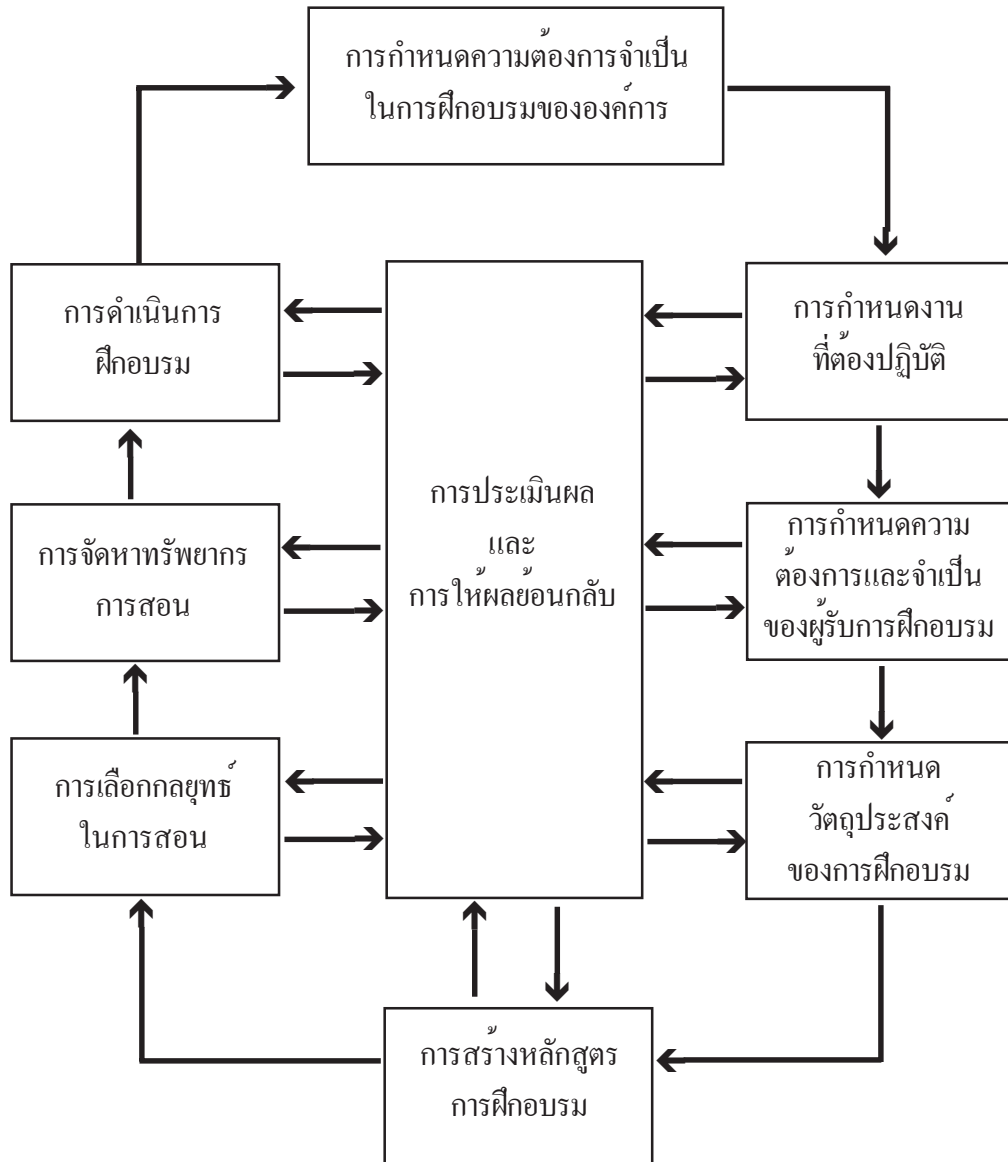 การกำหนดความต้องการจำเป็น
ในการฝึกอบรมขององค์การ
การดำเนินการ
ฝึกอบรม
การกำหนดงาน
ที่ต้องปฏิบัติ
การประเมินผล
และ
การให้ผลย้อนกลับ
การจัดหาทรัพยากร
การสอน
การกำหนดความ
ต้องการและจำเป็น
ของผู้รับการฝึกอบรม
การเลือกกลยุทธ์
ในการสอน
การกำหนด
วัตถุประสงค์
ของการฝึกอบรม
การสร้างหลักสูตร
การฝึกอบรม